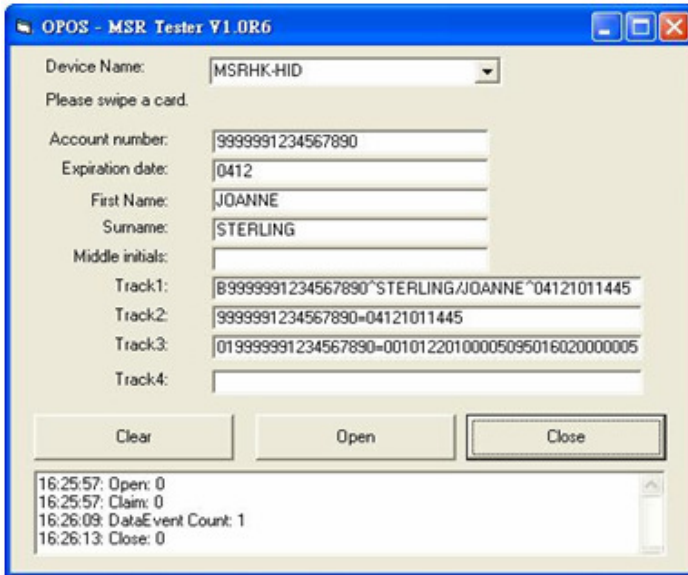 OPOS - MSR Tester V1.0R6
Device Name: MSRHK-HID
Please swipe a card.
Account number: 9999991234567890
Expiration date: 0412
First Name: JOANNE
Surname: STERLING
Middle initials:
Track1: B9999991234567890^STERLING/JOANNE^04121011445
Track2: 9999991234567890=04121011445
Track3: 019999991234567890=00101220100005095016020000005
Track4:
Clear Open Close
16:25:57: Open: 0
16:25:57: Claim: 0
16:26:09: DataEvent Count: 1
16:26:13: Close: 0